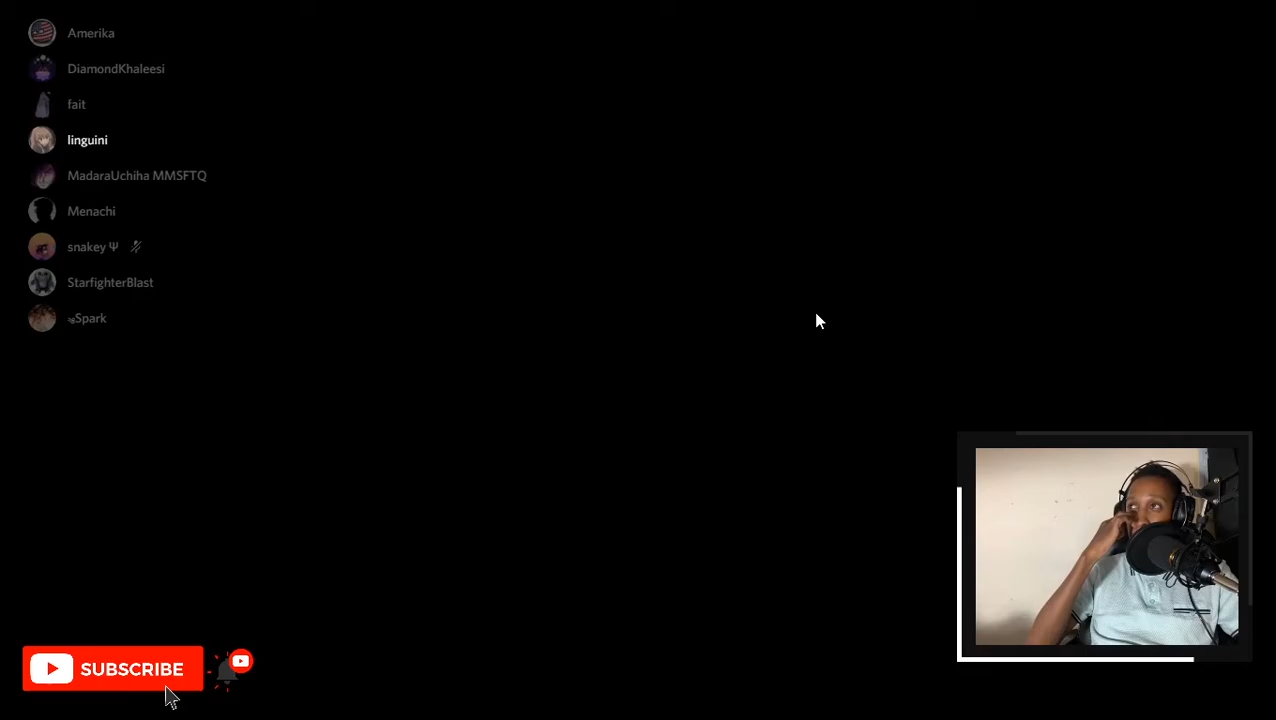 Amerika
DiamondKhaleesi
fait
linguini
MadaraUchiha MMSFTQ
Menachi
snakey Ψ
StarfighterBlast
༄Spark
SUBSCRIBE